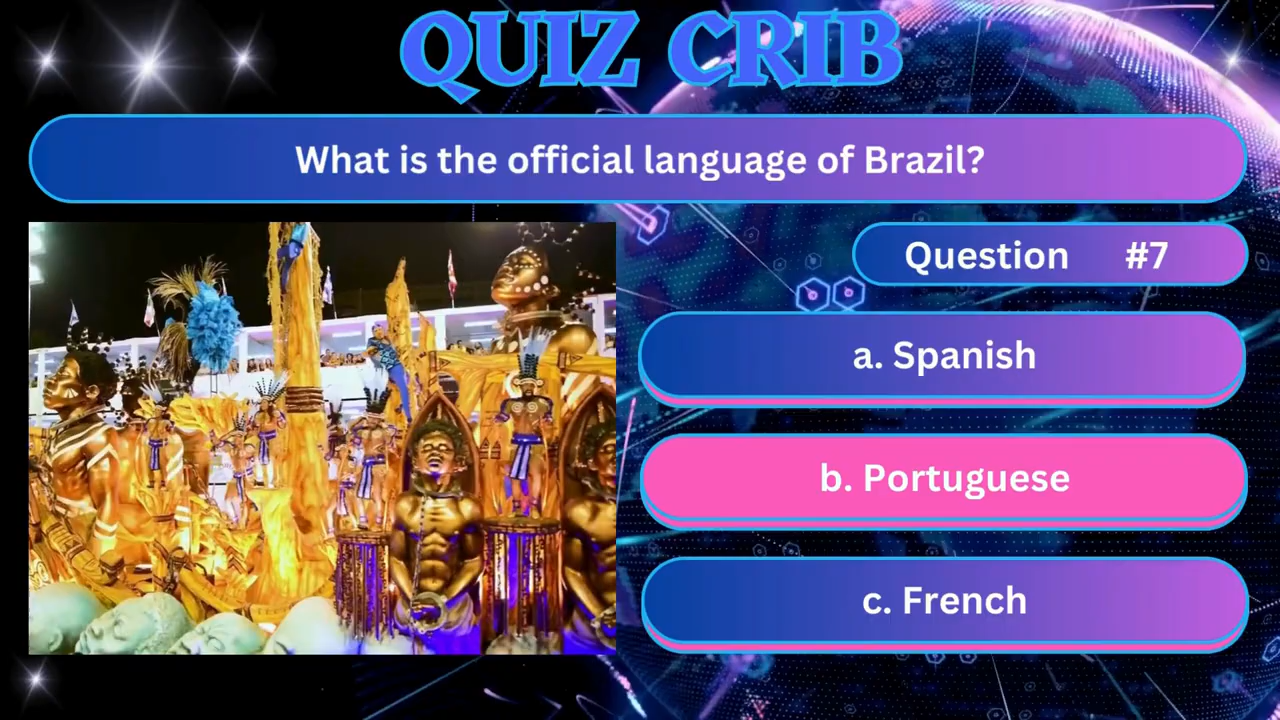 QUIZ CRIB
What is the official language of Brazil?
Question #7
a. Spanish
b. Portuguese
c. French